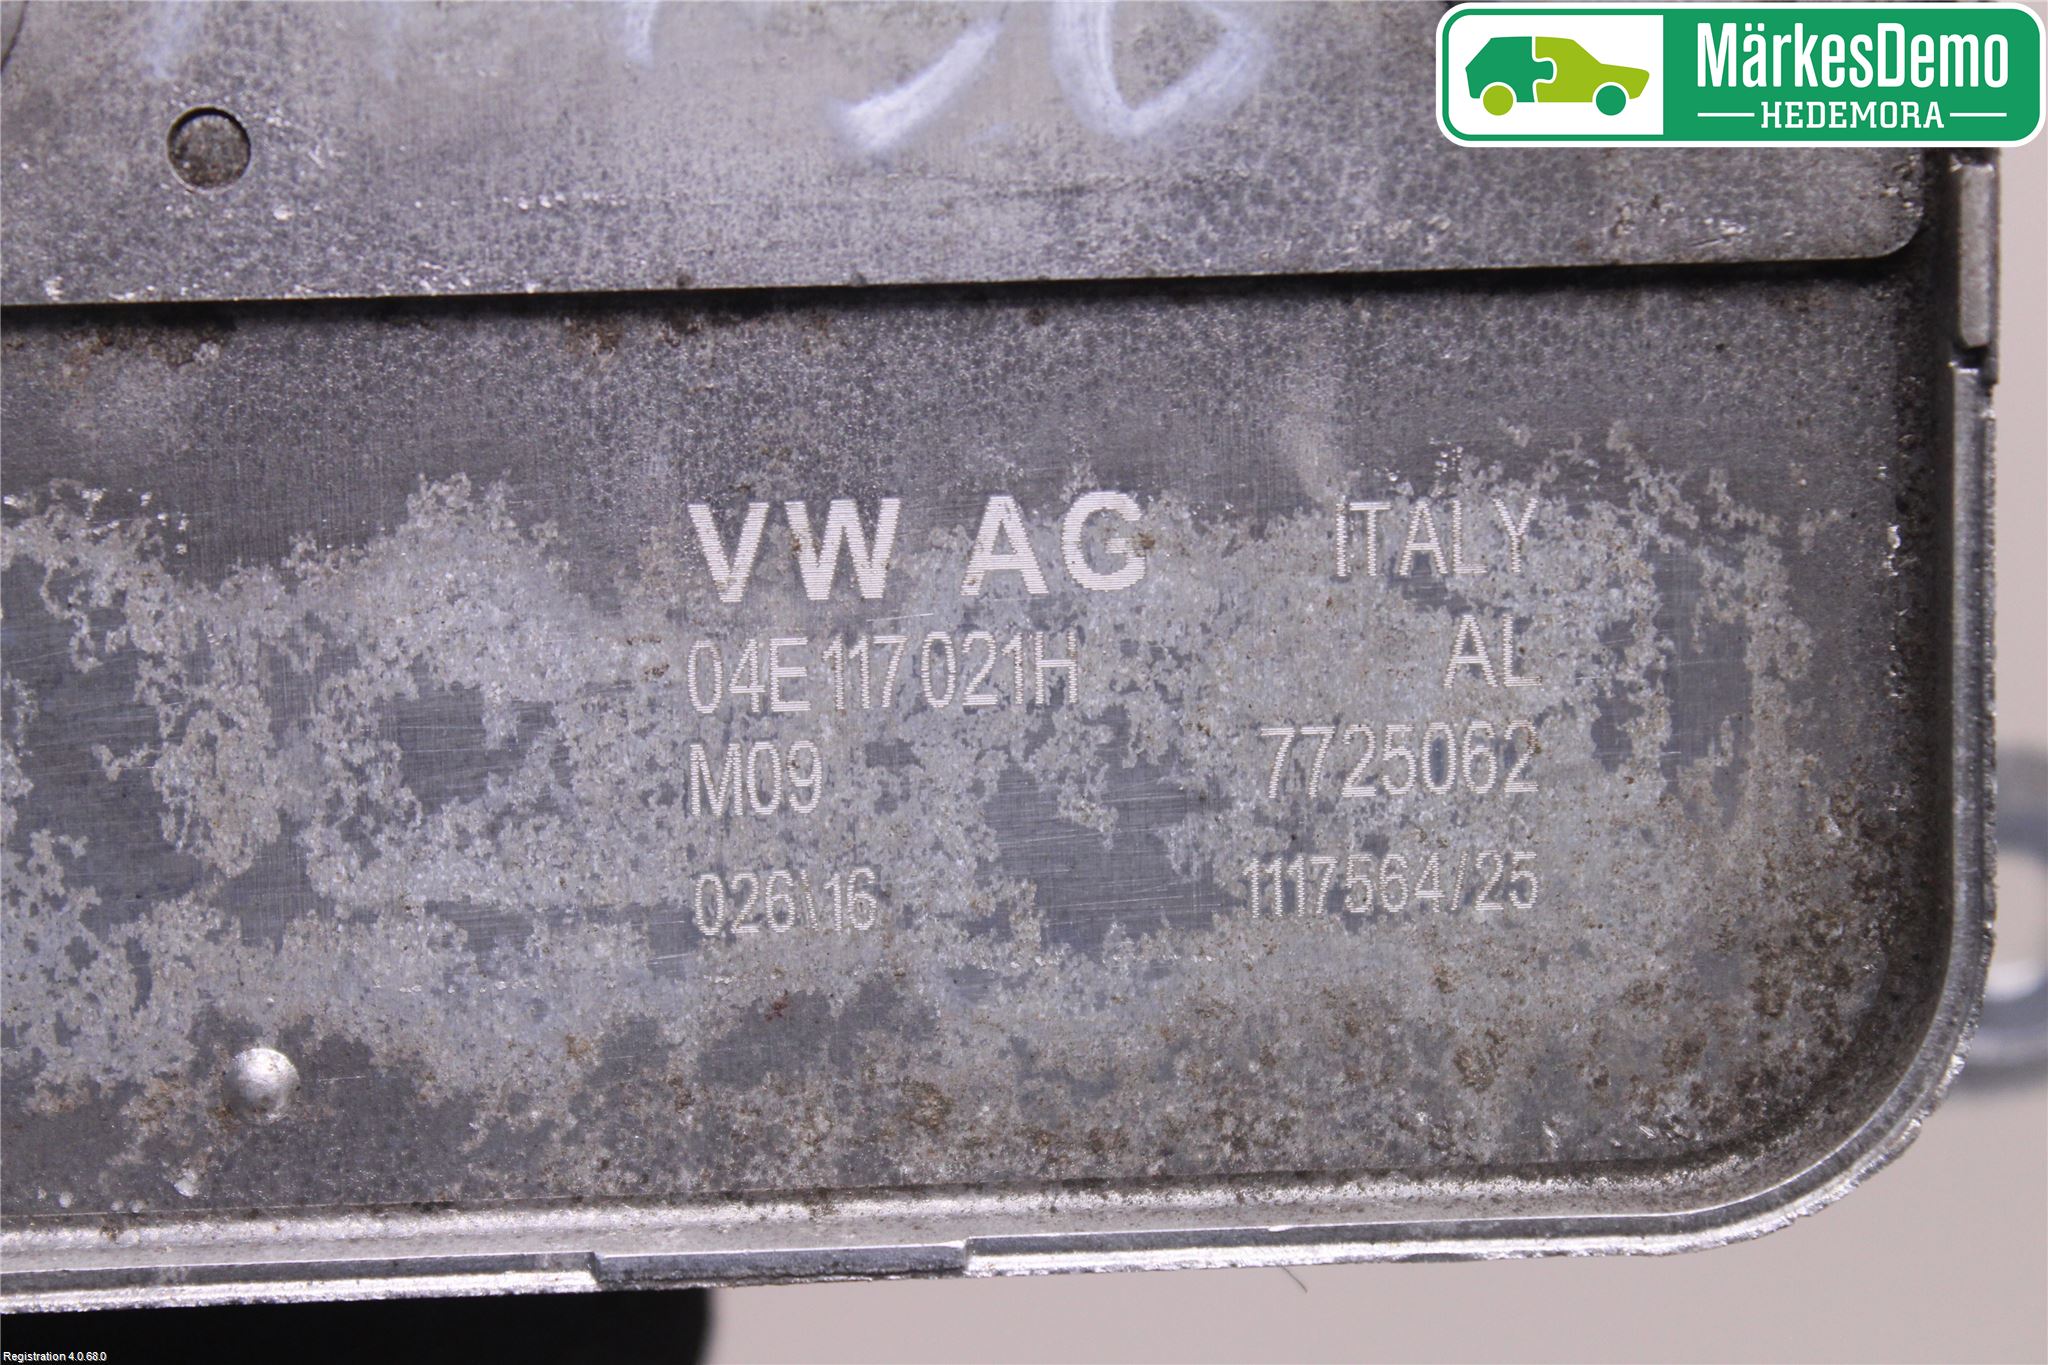 MärkesDemo
HEDEMORA
VW AG ITALY
04E 117 021H AL
M09 7725062
026\16 1117564/25
Registration 4.0.68.0